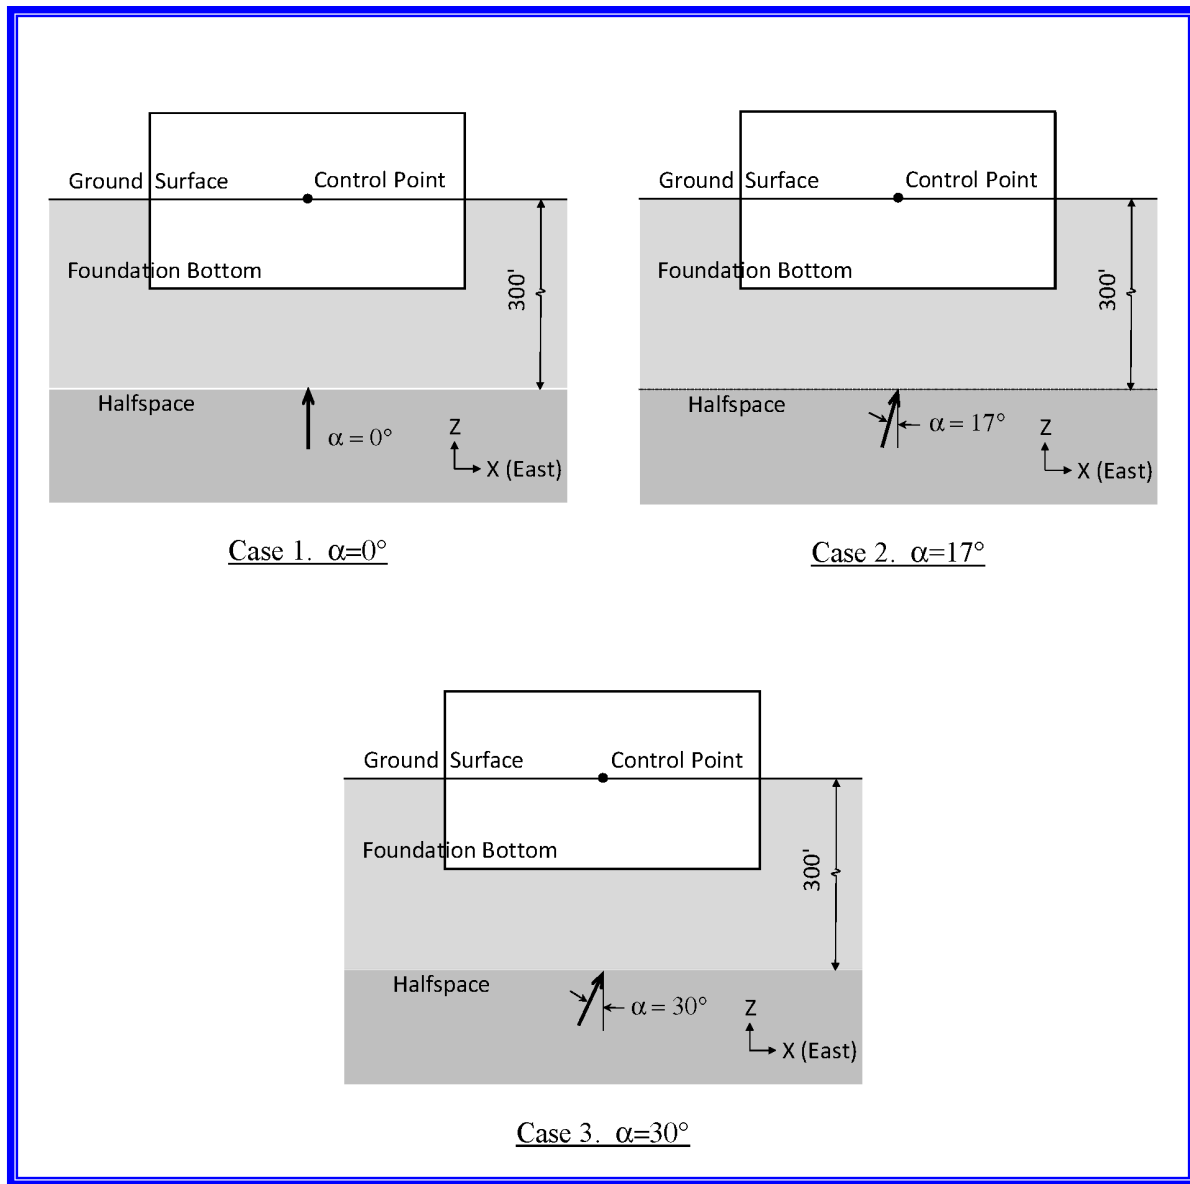 Ground Surface Control Point
Foundation Bottom
300'
Halfspace
α = 0°
Z
X (East)
Case 1. α=0°
Ground Surface Control Point
Foundation Bottom
300'
Halfspace
α = 17°
Z
X (East)
Case 2. α=17°
Ground Surface Control Point
Foundation Bottom
300'
Halfspace
α = 30°
Z
X (East)
Case 3. α=30°